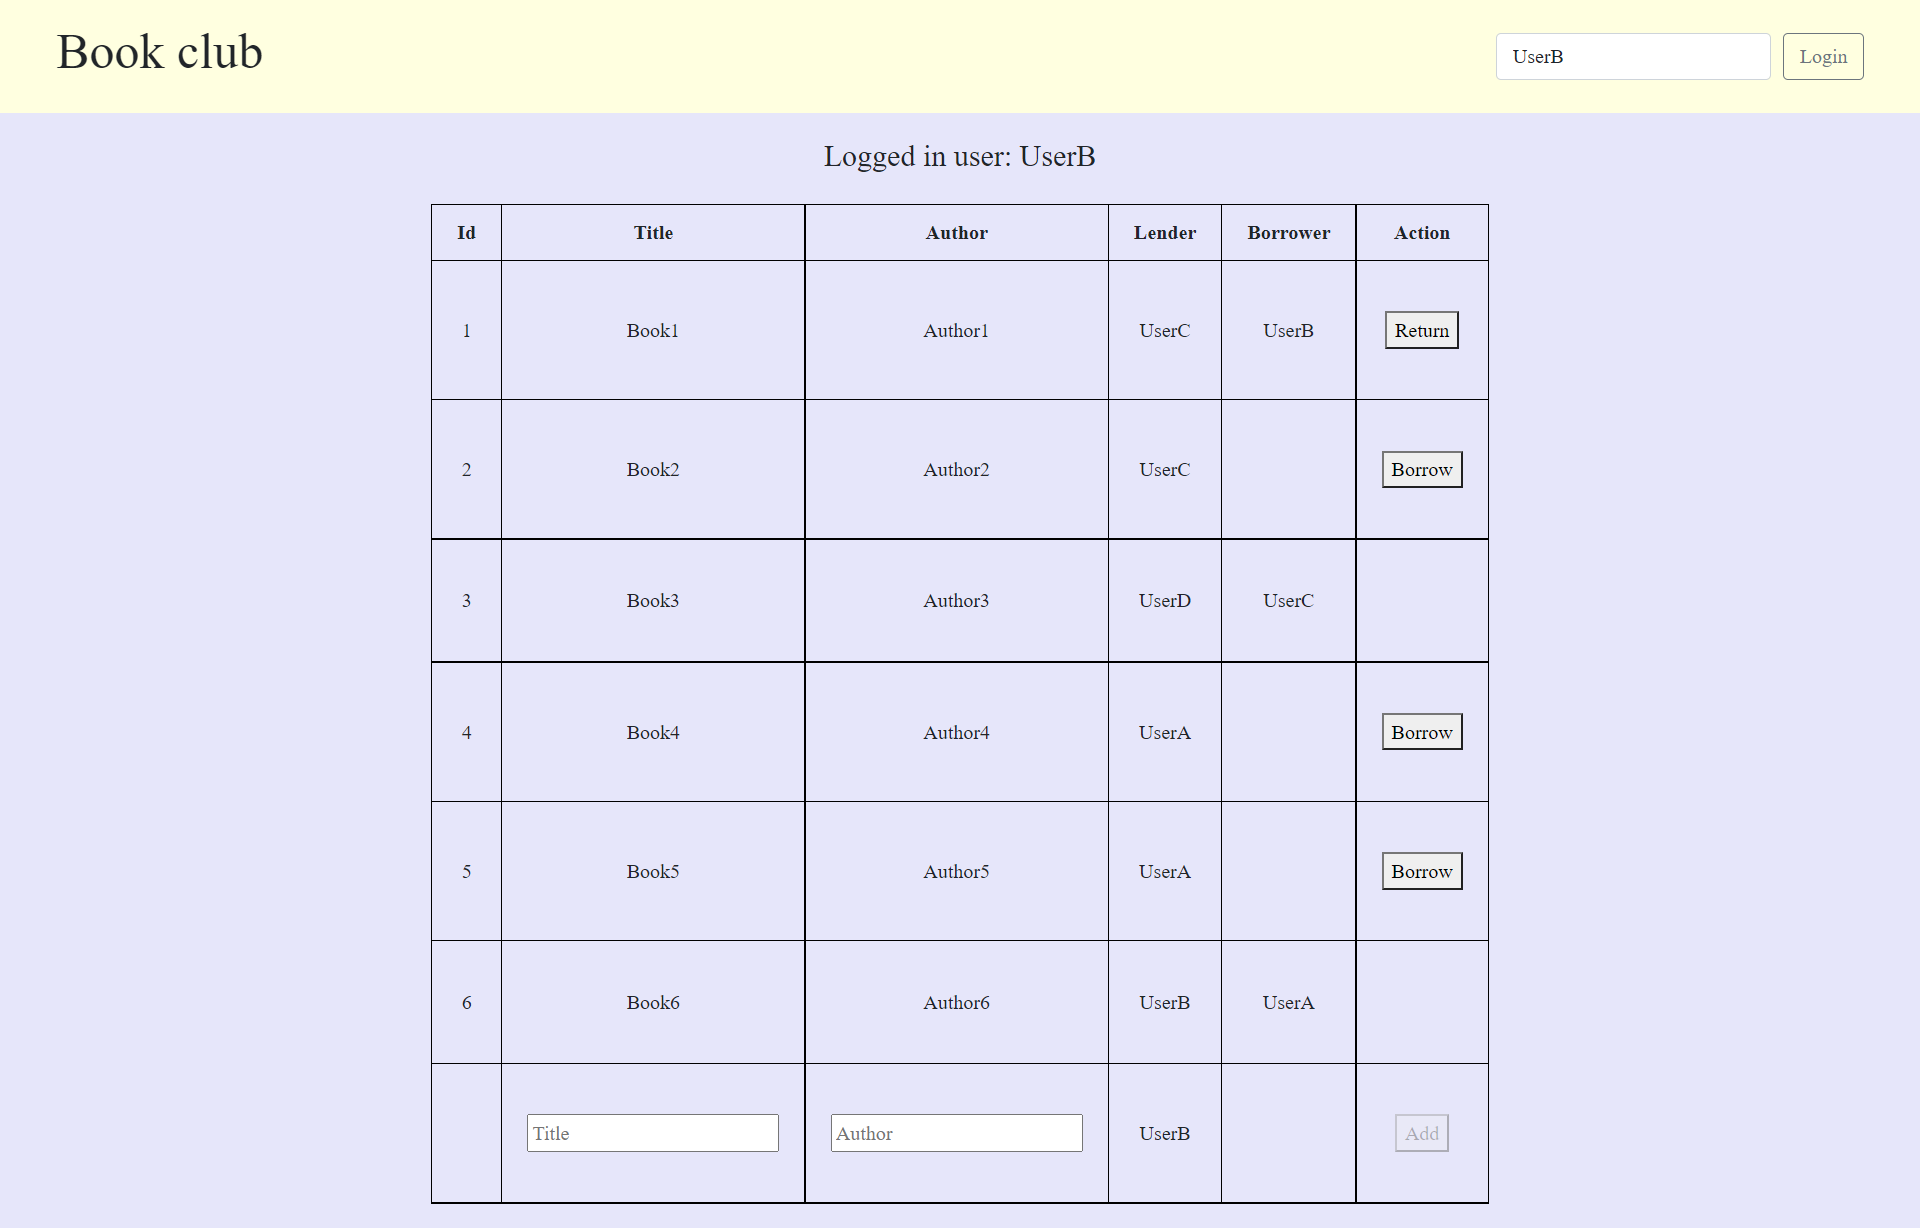 Book club
UserB
Login
Logged in user: UserB
Id Title Author Lender Borrower Action
1 Book1 Author1 UserC UserB Return
2 Book2 Author2 UserC Borrow
3 Book3 Author3 UserD UserC
4 Book4 Author4 UserA Borrow
5 Book5 Author5 UserA Borrow
6 Book6 Author6 UserB UserA
Title Author UserB Add